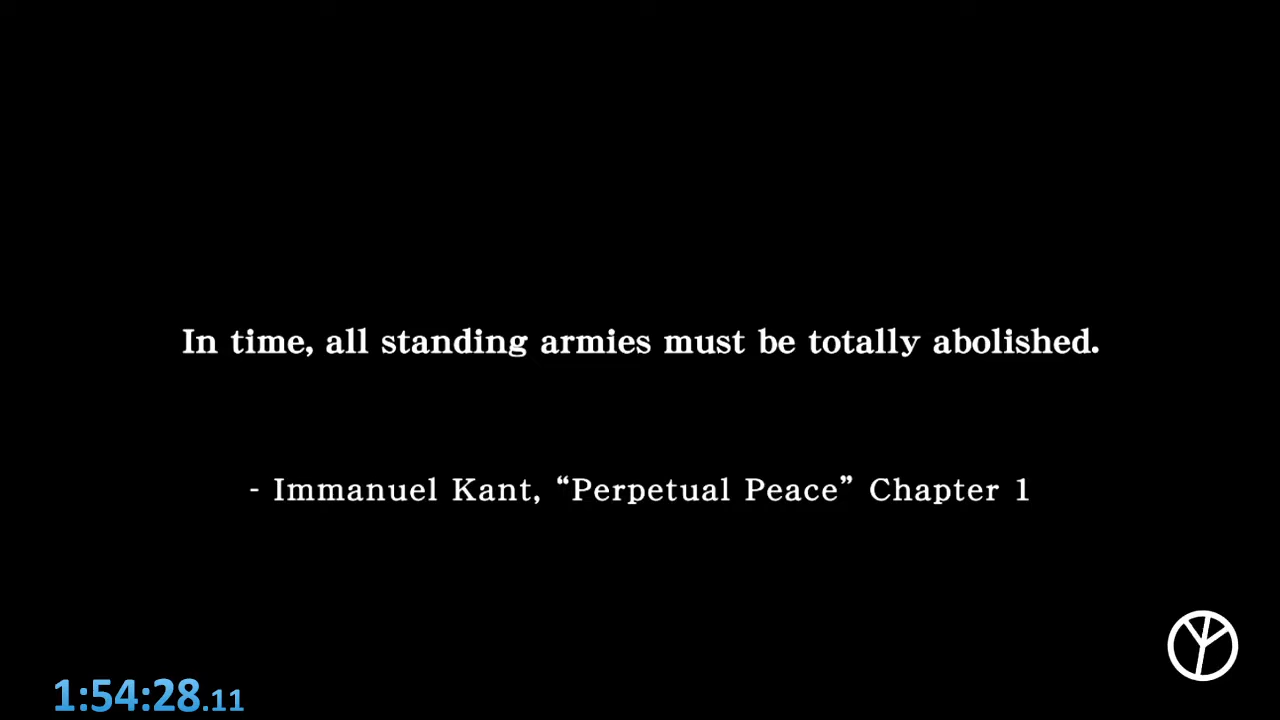 In time, all standing armies must be totally abolished.
- Immanuel Kant, “Perpetual Peace” Chapter 1
1:54:28.11